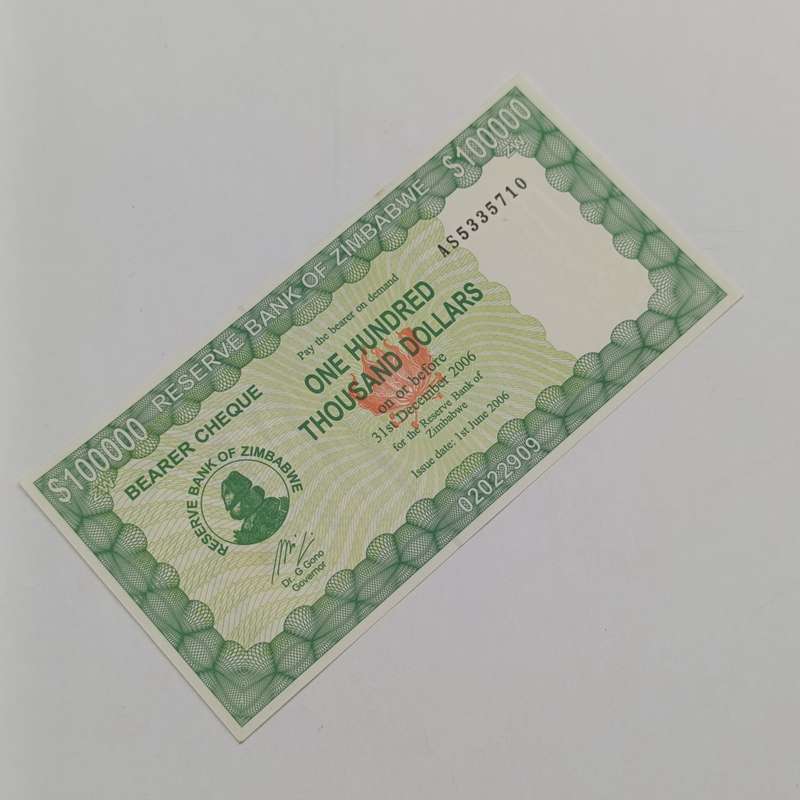 $100000 RESERVE BANK OF ZIMBABWE $100000
AS5335710
BEARER CHEQUE
Pay the bearer on demand
ONE HUNDRED
THOUSAND DOLLARS
on or before
31st December 2006
for the Reserve Bank of
Zimbabwe
Issue date: 1st June 2006
RESERVE BANK OF ZIMBABWE
Dr. G Gono
Governor
02022909